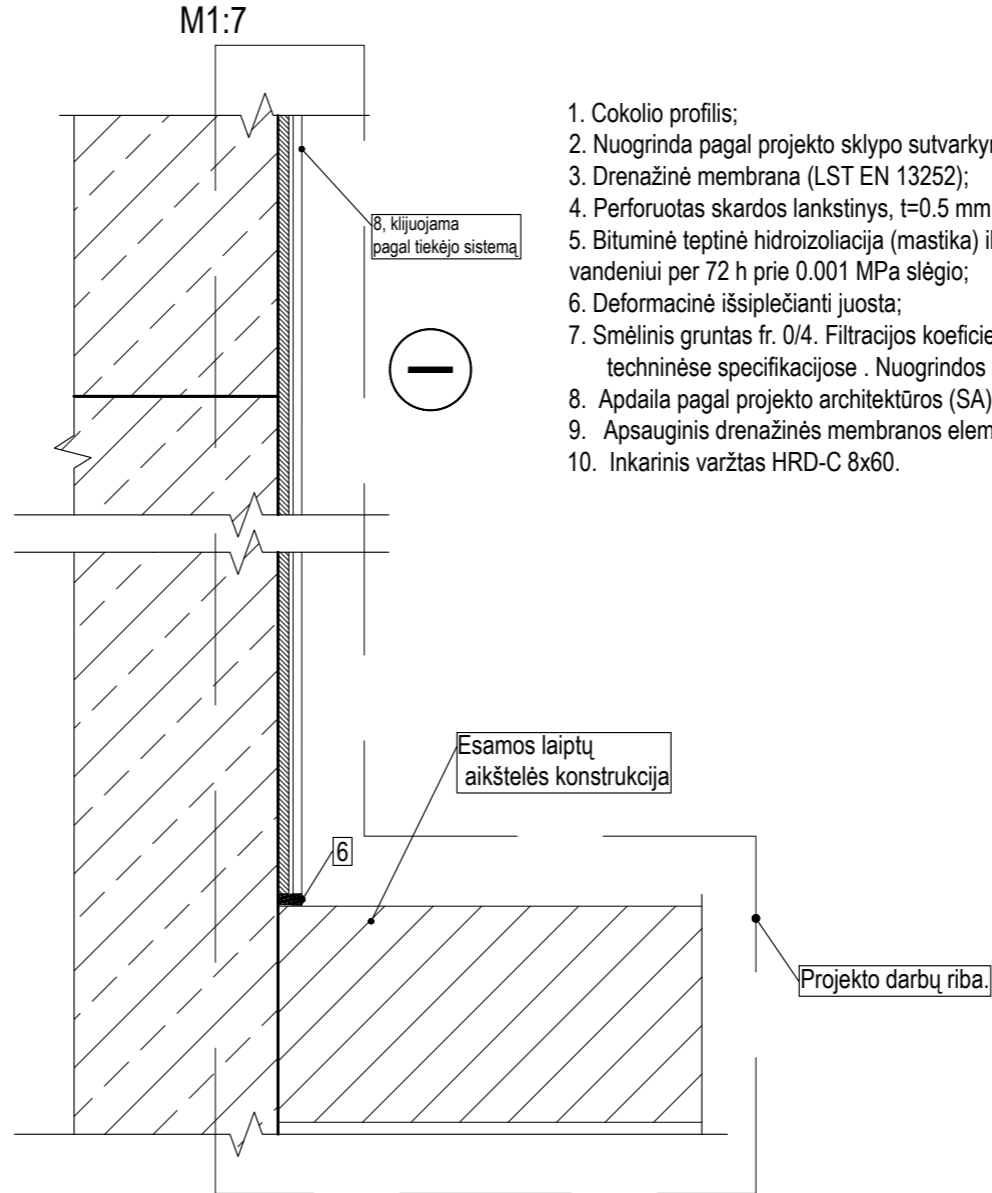 M1:7
1. Cokolio profilis;
2. Nuogrinda pagal projekto sklypo
3. Drenažinė membrana (LST EN 13252);
4. Perforuotas skardos lankstinys, t=0.5 mm
5. Bituminė teptinė hidroizoliacija (mastika)
vandeniui per 72 h prie 0.001 MPa slėgio;
6. Deformacinė išsiplečianti juosta;
7. Smėlinis gruntas fr. 0/4. Filtracijos
techninėse specifikacijose . Nuogrindos
8. Apdaila pagal projekto architektūros (SA)
9. Apsauginis drenažinės membranos
10. Inkarinis varžtas HRD-C 8x60.
8, klijuojama
pagal tiekėjo sistemą
Esamos laiptų
aikštelės konstrukcija
6
Projekto darbų riba.